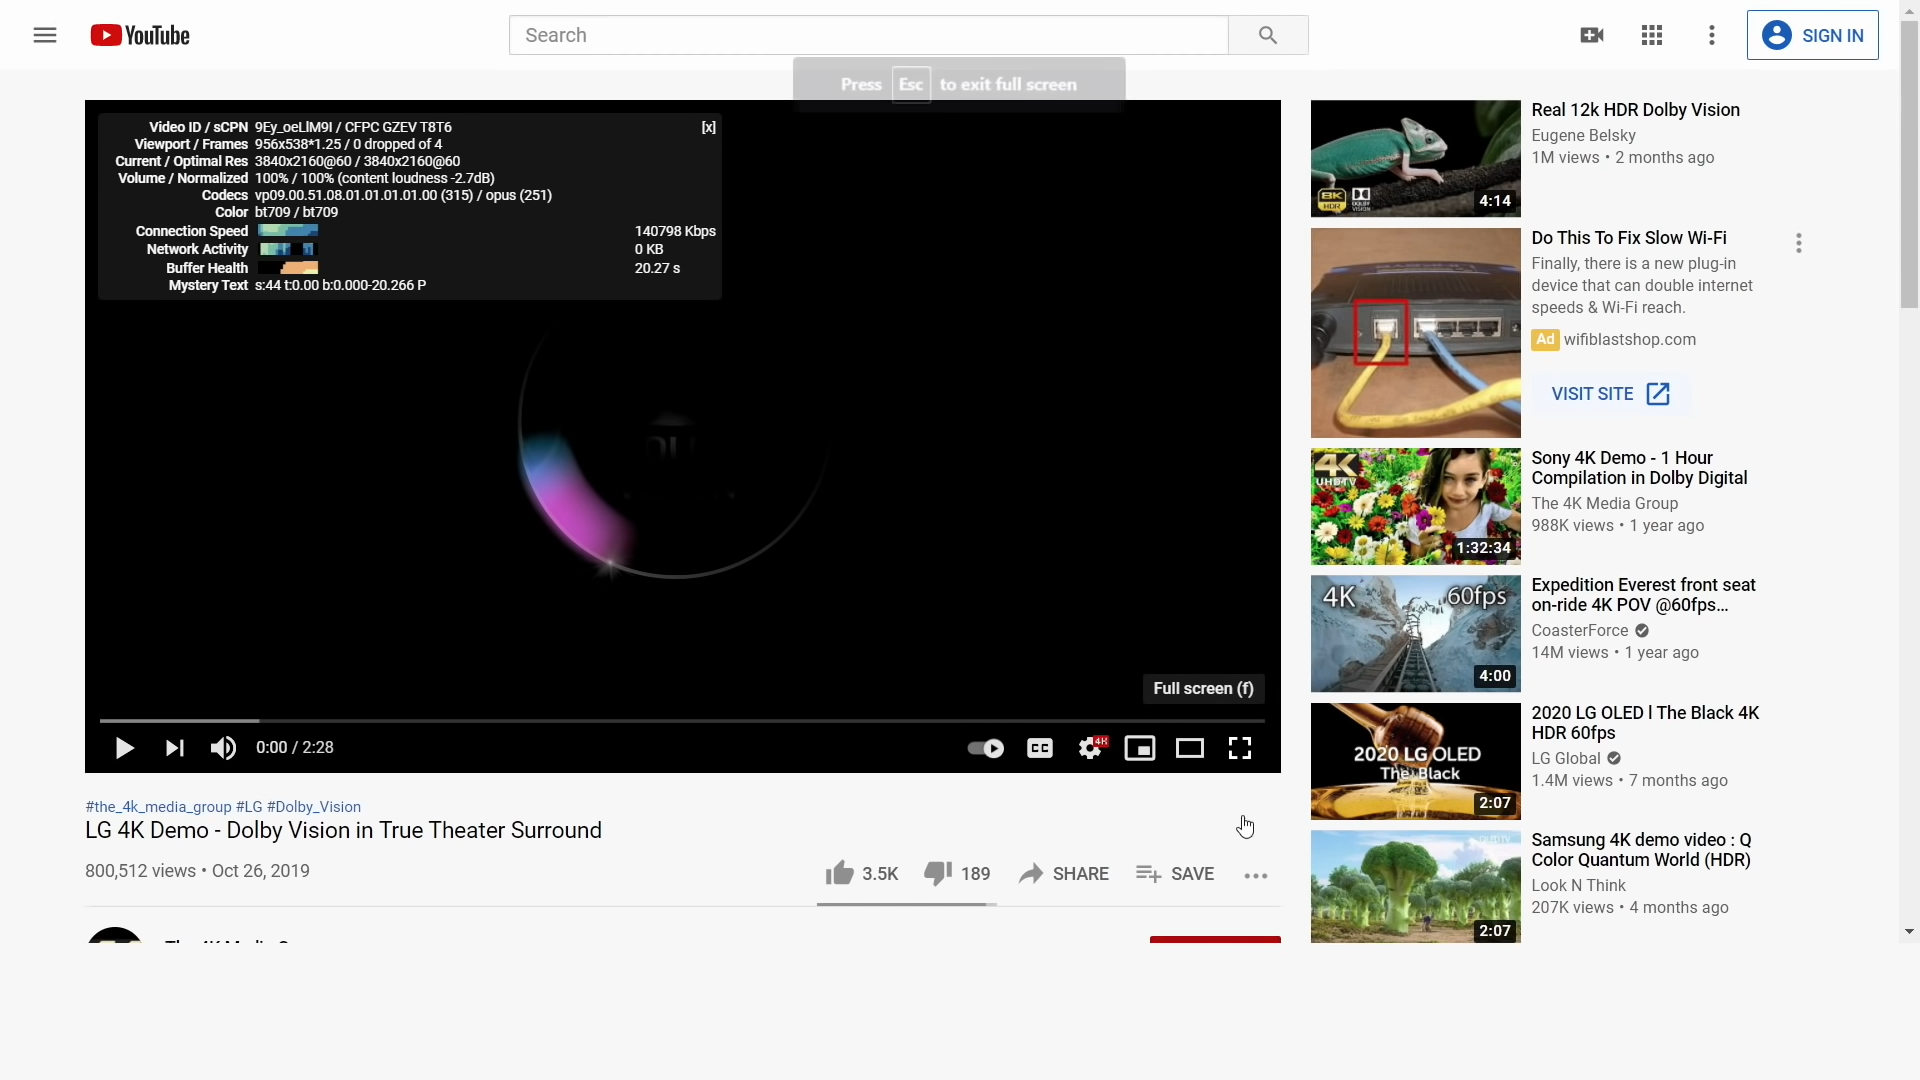 YouTube
Search
SIGN IN
Press Esc to exit full screen
Video ID / sCPN 9Ey_oeLlM9I / CFPC GZEV T8T6 [x]
Viewport / Frames 956x538*1.25 / 0 dropped of 4
Current / Optimal Res 3840x2160@60 / 3840x2160@60
Volume / Normalized 100% / 100% (content loudness -2.7dB)
Codecs vp09.00.51.08.01.01.01.01.00 (315) / opus (251)
Color bt709 / bt709
Connection Speed 140798 Kbps
Network Activity 0 KB
Buffer Health 20.27 s
Mystery Text s:44 t:0.00 b:0.000-20.266 P
Full screen (f)
0:00 / 2:28
CC
4K
#the_4k_media_group #LG #Dolby_Vision
LG 4K Demo - Dolby Vision in True Theater Surround
800,512 views • Oct 26, 2019
3.5K
189
SHARE
SAVE
8K
HDR
DOLBY
VISION
4:14
Real 12k HDR Dolby Vision
Eugene Belsky
1M views • 2 months ago
Do This To Fix Slow Wi-Fi
Finally, there is a new plug-in
device that can double internet
speeds & Wi-Fi reach.
Ad wifiblastshop.com
VISIT SITE
4K
UHDTV
1:32:34
Sony 4K Demo - 1 Hour
Compilation in Dolby Digital
The 4K Media Group
988K views • 1 year ago
4K 60fps
4:00
Expedition Everest front seat
on-ride 4K POV @60fps...
CoasterForce
14M views • 1 year ago
2020 LG OLED
The Black
2:07
2020 LG OLED l The Black 4K
HDR 60fps
LG Global
1.4M views • 7 months ago
2:07
Samsung 4K demo video : Q
Color Quantum World (HDR)
Look N Think
207K views • 4 months ago